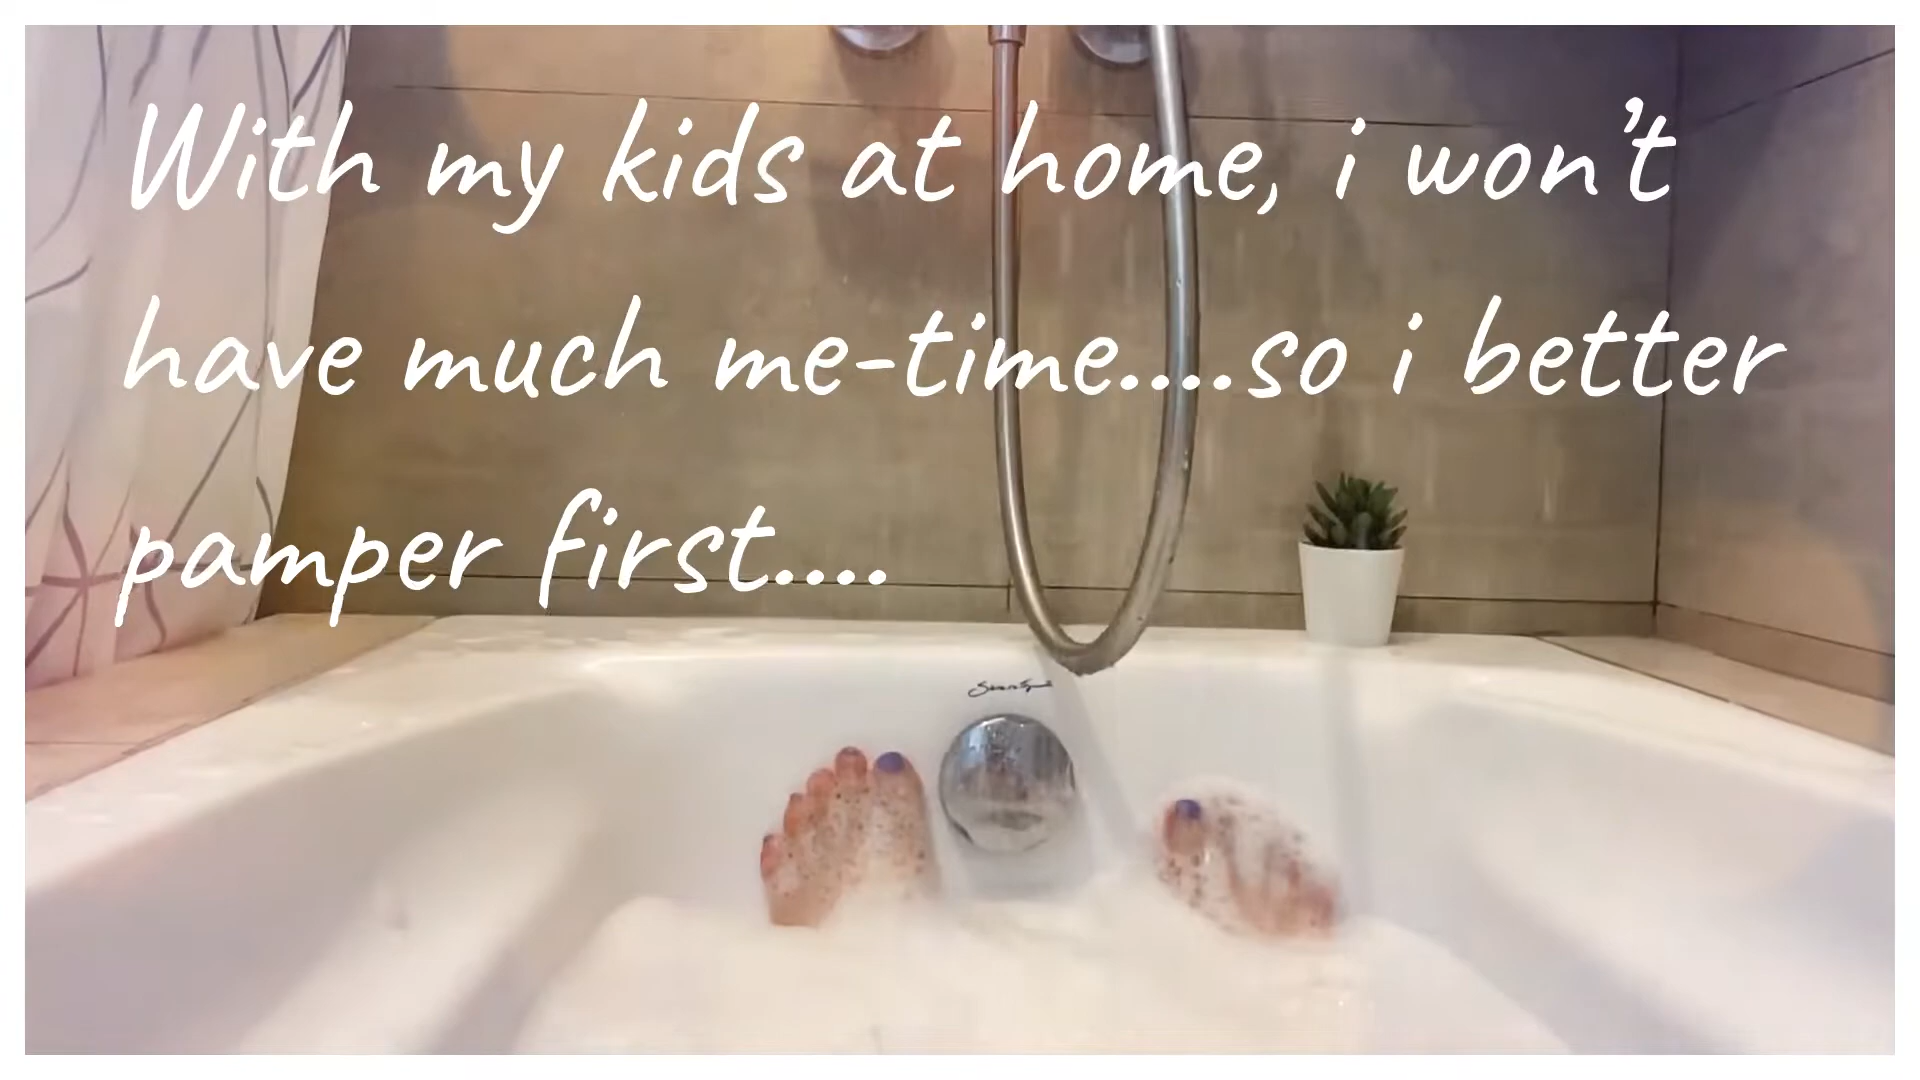 With my kids at home, i won't
have much me-time....so i better
pamper first....